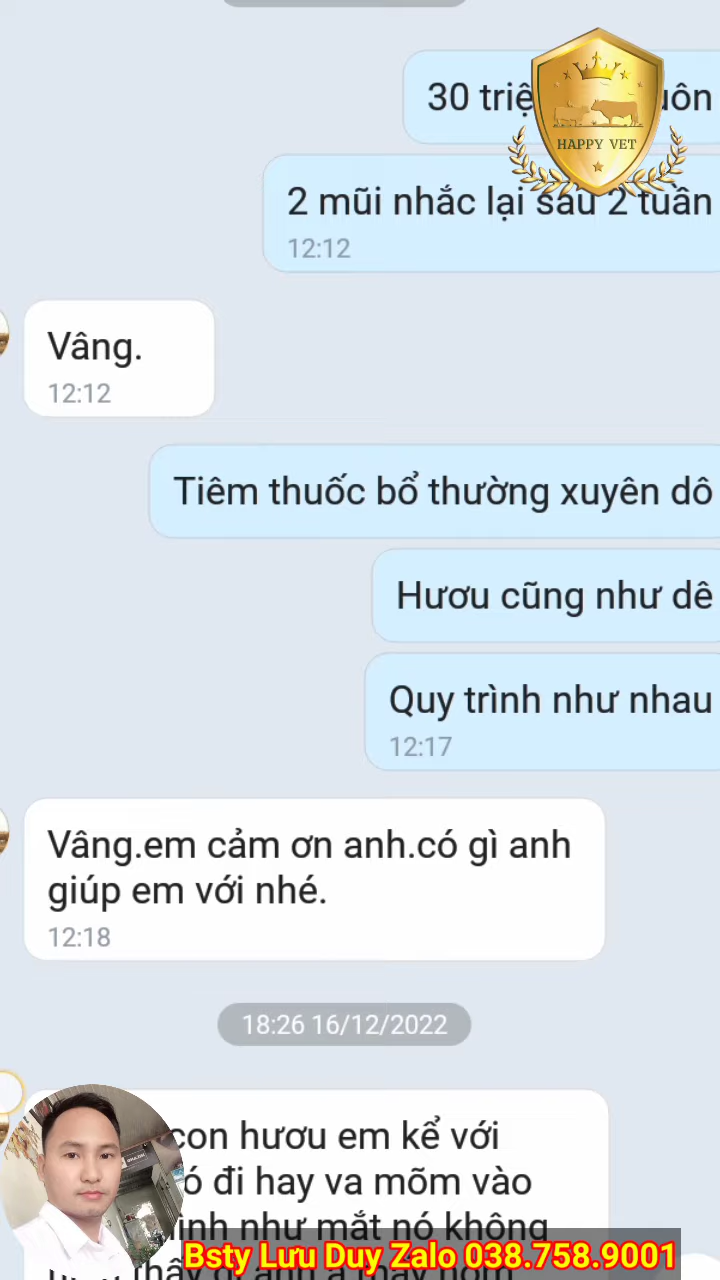 30 triệ uôn
HAPPY VET
2 mũi nhắc lại sau 2 tuần
12:12
Vâng.
12:12
Tiêm thuốc bổ thường xuyên dô
Hươu cũng như dê
Quy trình như nhau
12:17
Vâng.em cảm ơn anh.có gì anh
giúp em với nhé.
12:18
18:26 16/12/2022
con hươu em kể với
ó đi hay va mõm vào
ình như mắt nó không
Bsty Lưu Duy Zalo 038.758.9001